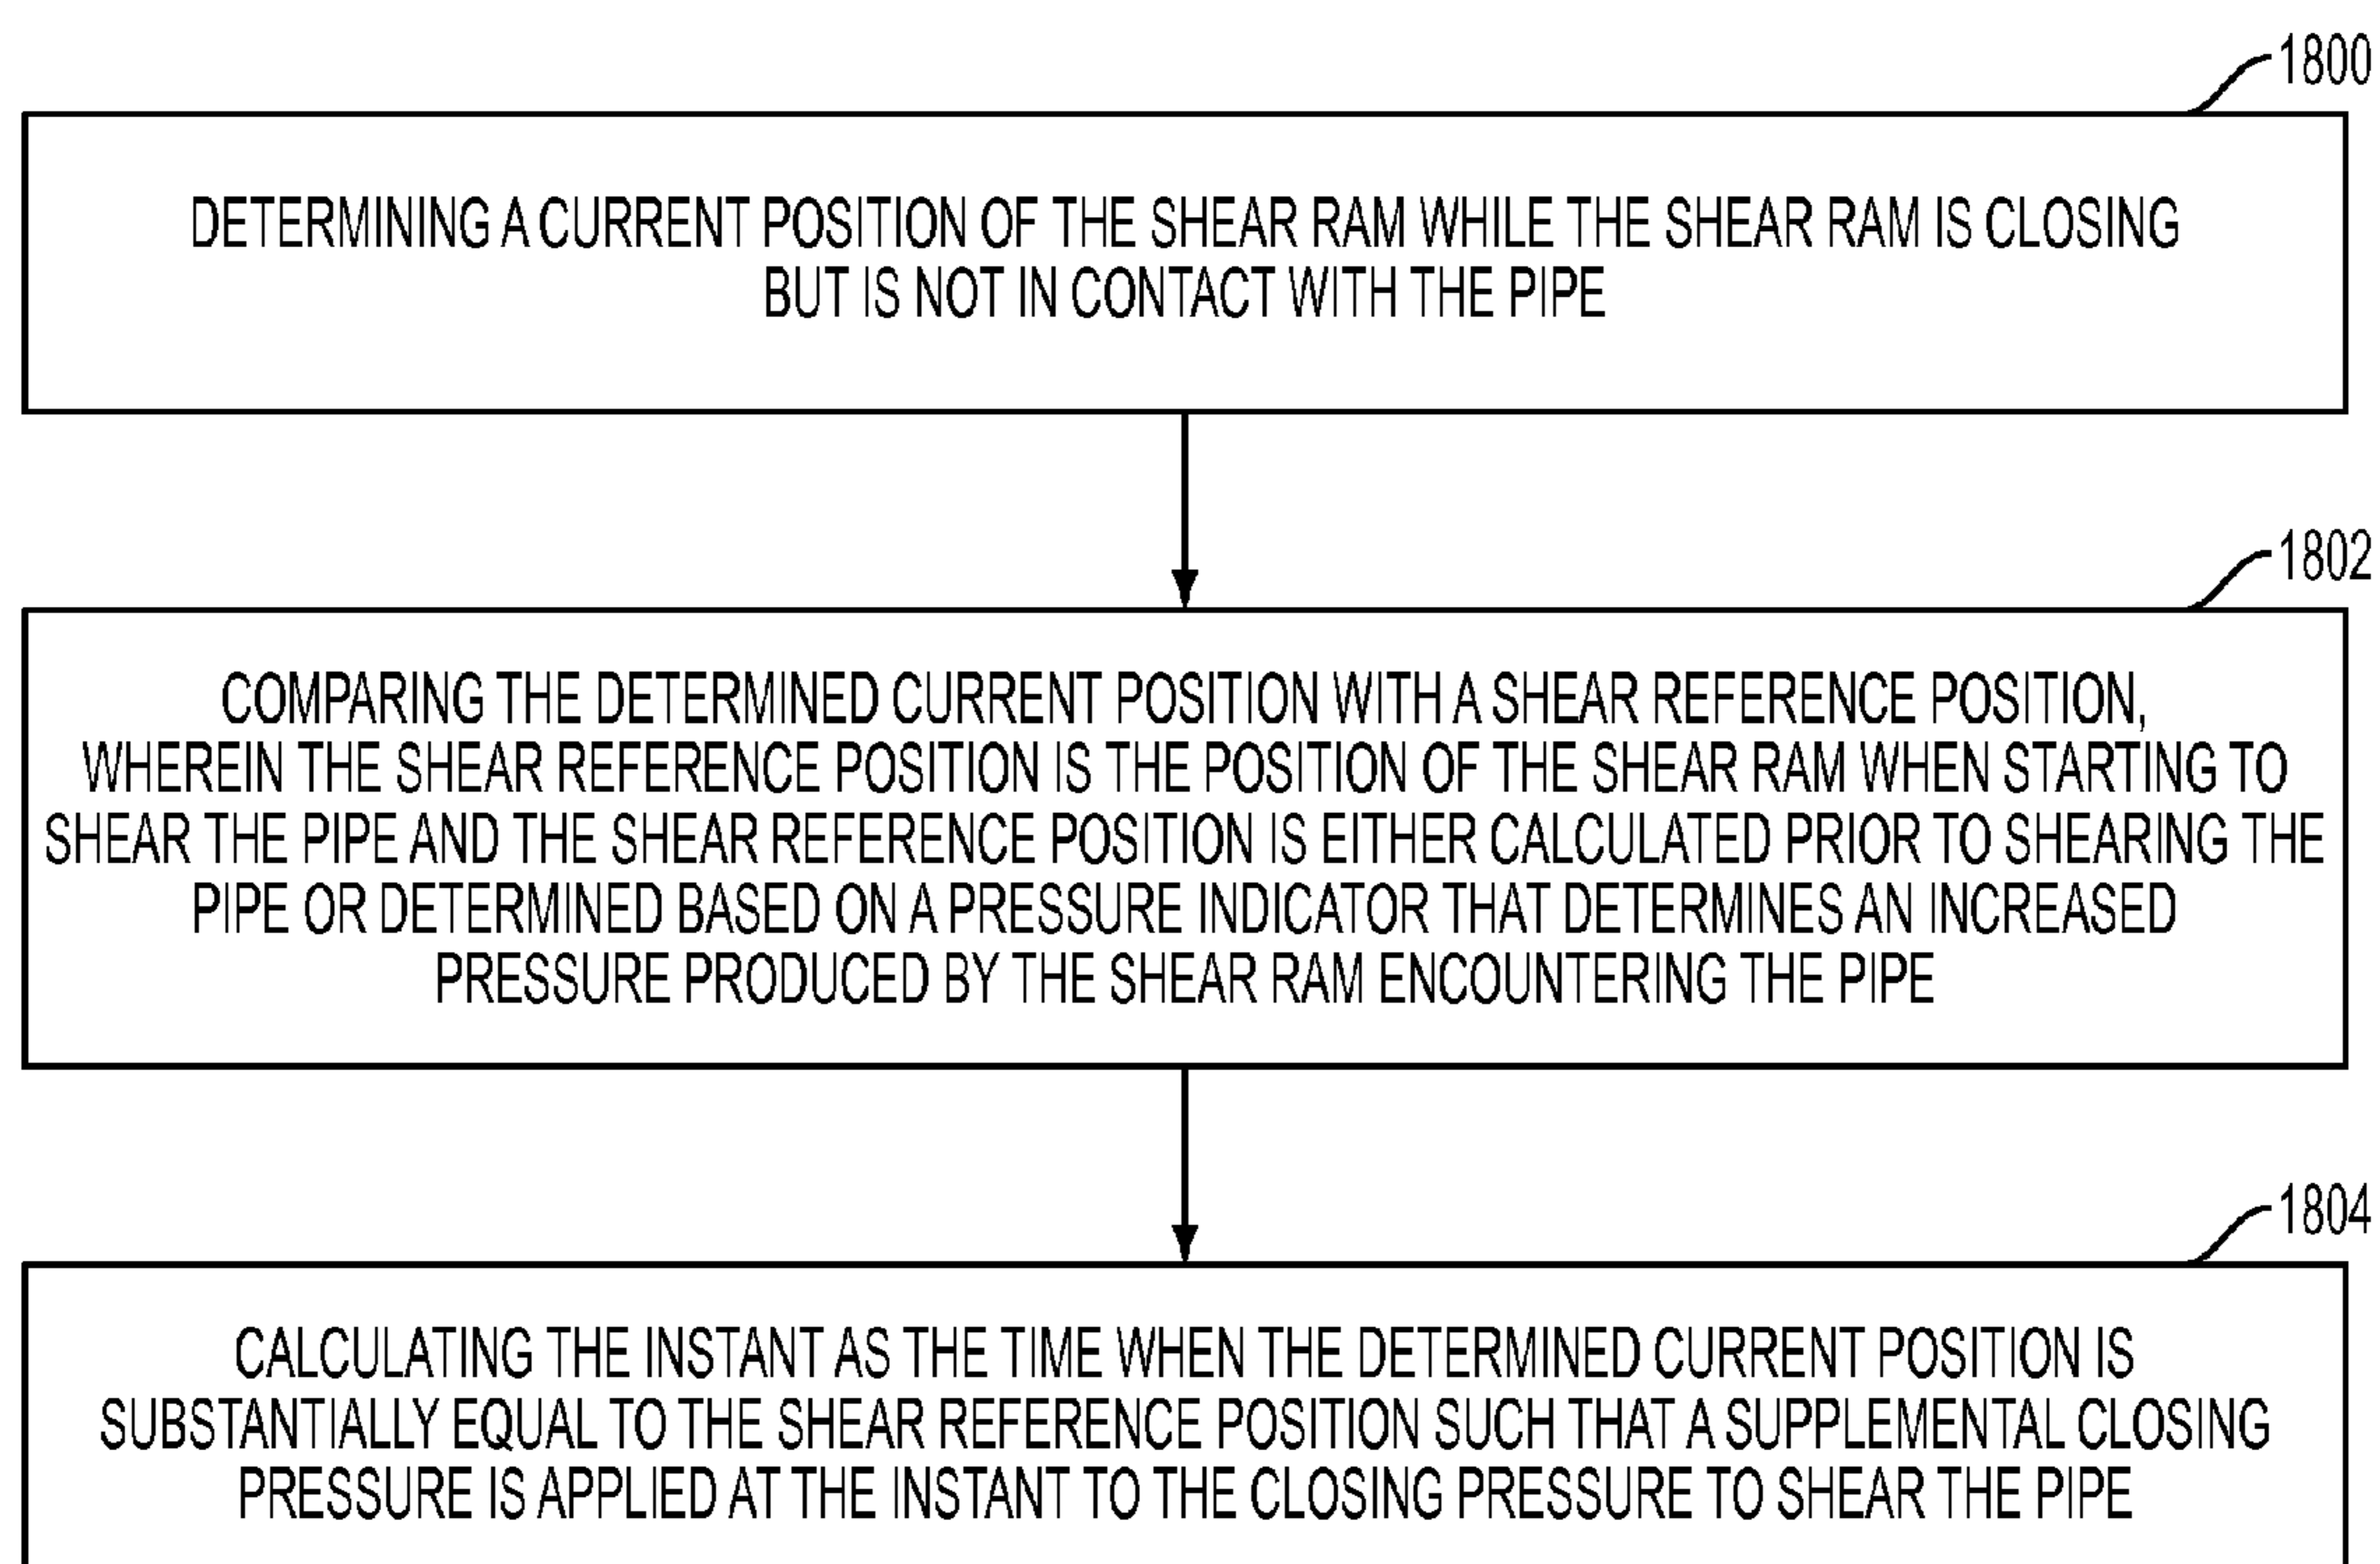 1800
DETERMINING A CURRENT POSITION OF THE SHEAR RAM WHILE THE SHEAR RAM IS CLOSING
BUT IS NOT IN CONTACT WITH THE PIPE
1802
COMPARING THE DETERMINED CURRENT POSITION WITH A SHEAR REFERENCE POSITION,
WHEREIN THE SHEAR REFERENCE POSITION IS THE POSITION OF THE SHEAR RAM WHEN STARTING TO
SHEAR THE PIPE AND THE SHEAR REFERENCE POSITION IS EITHER CALCULATED PRIOR TO SHEARING THE
PIPE OR DETERMINED BASED ON A PRESSURE INDICATOR THAT DETERMINES AN INCREASED
PRESSURE PRODUCED BY THE SHEAR RAM ENCOUNTERING THE PIPE
1804
CALCULATING THE INSTANT AS THE TIME WHEN THE DETERMINED CURRENT POSITION IS
SUBSTANTIALLY EQUAL TO THE SHEAR REFERENCE POSITION SUCH THAT A SUPPLEMENTAL CLOSING
PRESSURE IS APPLIED AT THE INSTANT TO THE CLOSING PRESSURE TO SHEAR THE PIPE